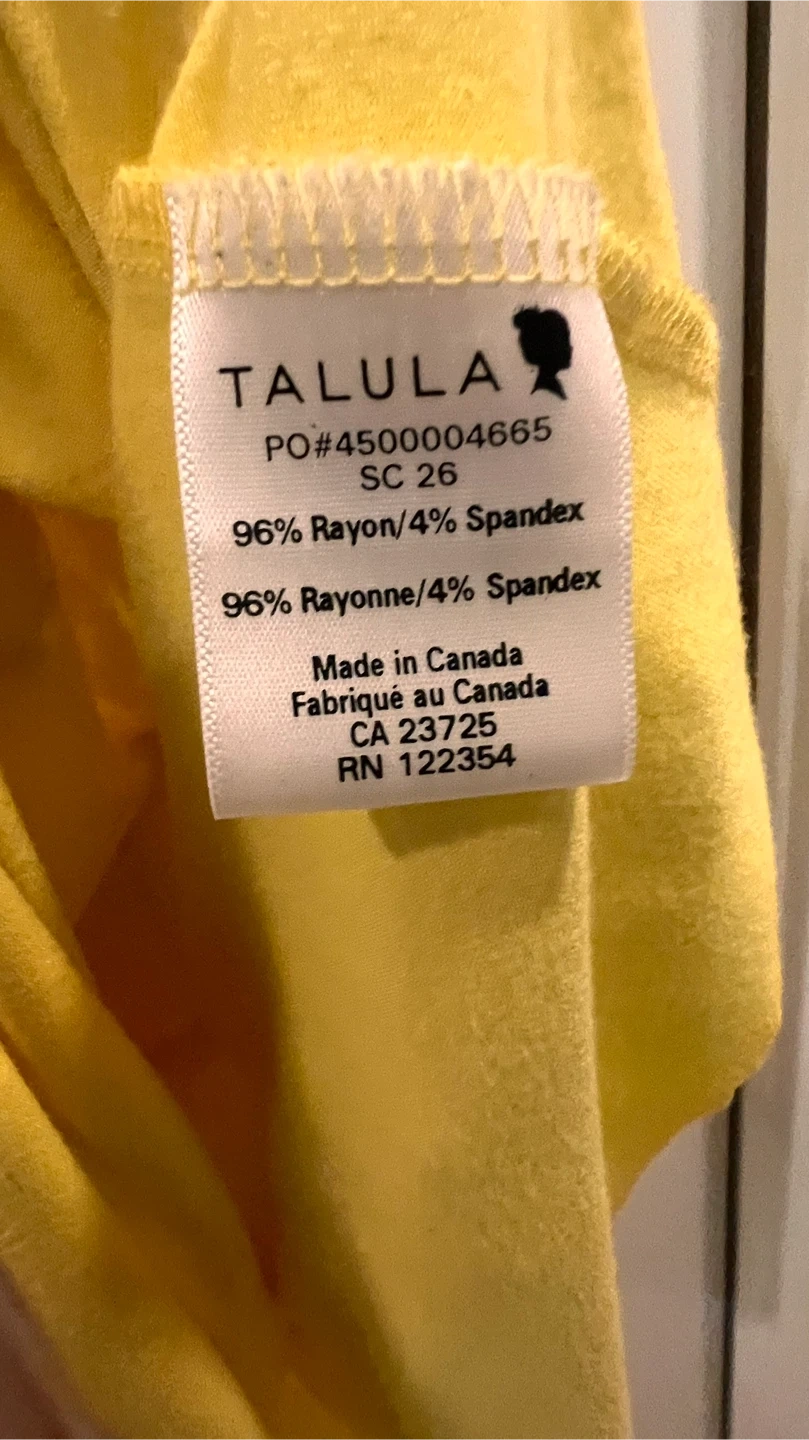 TALULA
PO#4500004665
SC 26
96% Rayon/4% Spandex
96% Rayonne/4% Spandex
Made in Canada
Fabriqué au Canada
CA 23725
RN 122354